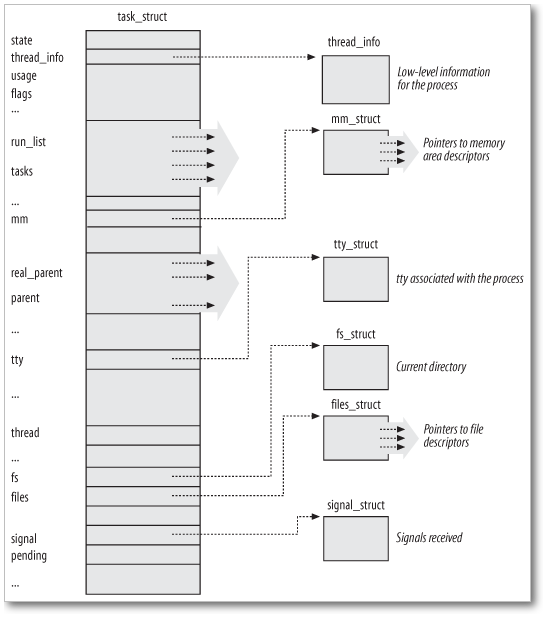 task_struct
state
thread_info
usage
flags
...
run_list
tasks
...
mm
real_parent
parent
...
tty
...
thread
...
fs
files
signal
pending
...
thread_info
Low-level information
for the process
mm_struct
Pointers to memory
area descriptors
tty_struct
tty associated with the process
fs_struct
Current directory
files_struct
Pointers to file
descriptors
signal_struct
Signals received